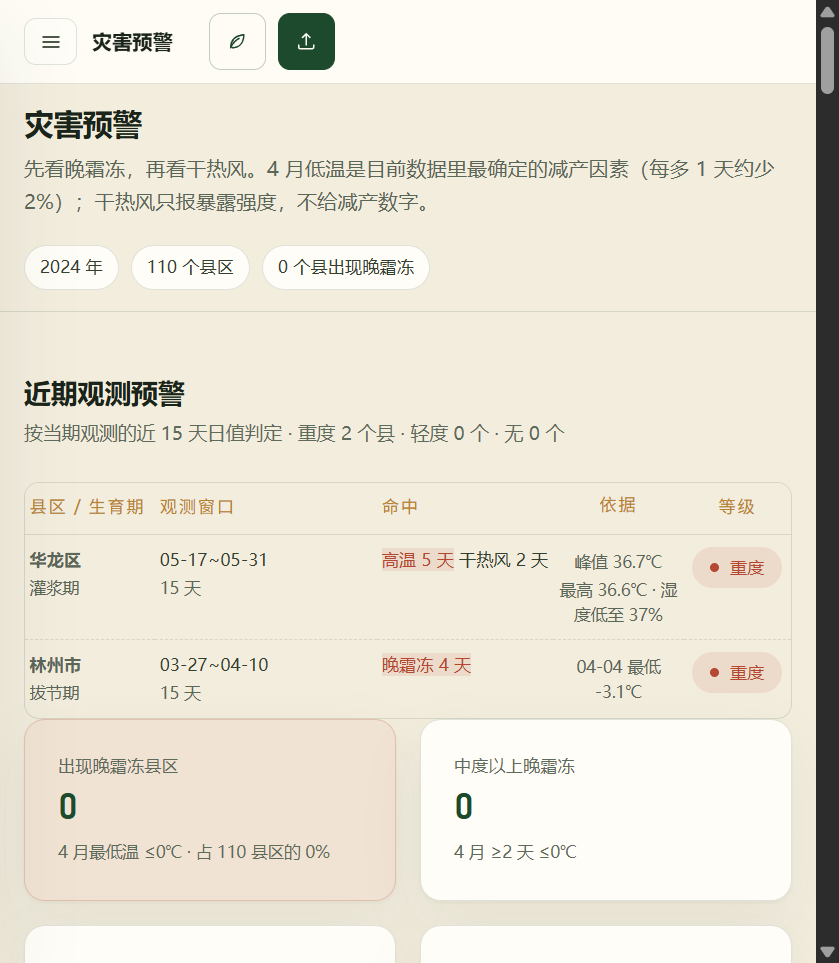 灾害预警
灾害预警
先看晚霜冻，再看干热风。4 月低温是目前数据里最确定的减产因素（每多 1 天约少
2%）；干热风只报暴露强度，不给减产数字。
2024 年 110 个县区 0 个县出现晚霜冻
近期观测预警
按当期观测的近 15 天日值判定 · 重度 2 个县 · 轻度 0 个 · 无 0 个
县区 / 生育期 观测窗口 命中 依据 等级
华龙区 05-17~05-31 高温 5 天 干热风 2 天 峰值 36.7℃ 重度
灌浆期 15 天 最高 36.6℃ · 湿
度低至 37%
林州市 03-27~04-10 晚霜冻 4 天 04-04 最低 重度
拔节期 15 天 -3.1℃
出现晚霜冻县区 中度以上晚霜冻
0 0
4 月最低温 ≤0℃ · 占 110 县区的 0% 4 月 ≥2 天 ≤0℃